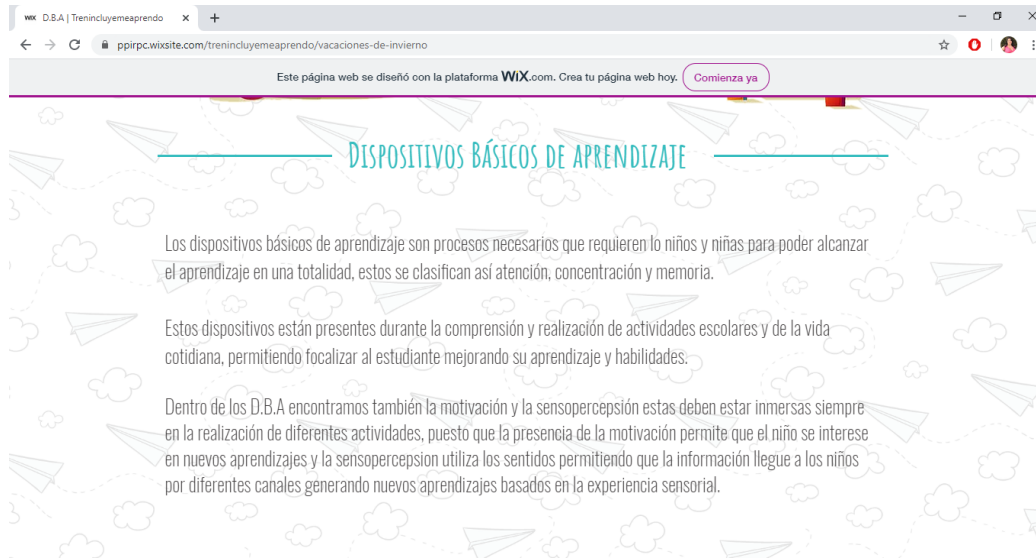 WiX D.B.A | Trenincluyemeaprendo
ppirpc.wixsite.com/trenincluyemeaprendo/vacaciones-de-invierno
Este página web se diseñó con la plataforma WiX.com. Crea tu página web hoy. Comienza ya
Dispositivos Básicos de aprendizaje
Los dispositivos básicos de aprendizaje son procesos necesarios que requieren lo niños y niñas para poder alcanzar
el aprendizaje en una totalidad, estos se clasifican así atención, concentración y memoria.
Estos dispositivos están presentes durante la comprensión y realización de actividades escolares y de la vida
cotidiana, permitiendo focalizar al estudiante mejorando su aprendizaje y habilidades.
Dentro de los D.B.A encontramos también la motivación y la sensopercepsión estas deben estar inmersas siempre
en la realización de diferentes actividades, puesto que la presencia de la motivación permite que el niño se interese
en nuevos aprendizajes y la sensopercepsion utiliza los sentidos permitiendo que la información llegue a los niños
por diferentes canales generando nuevos aprendizajes basados en la experiencia sensorial.